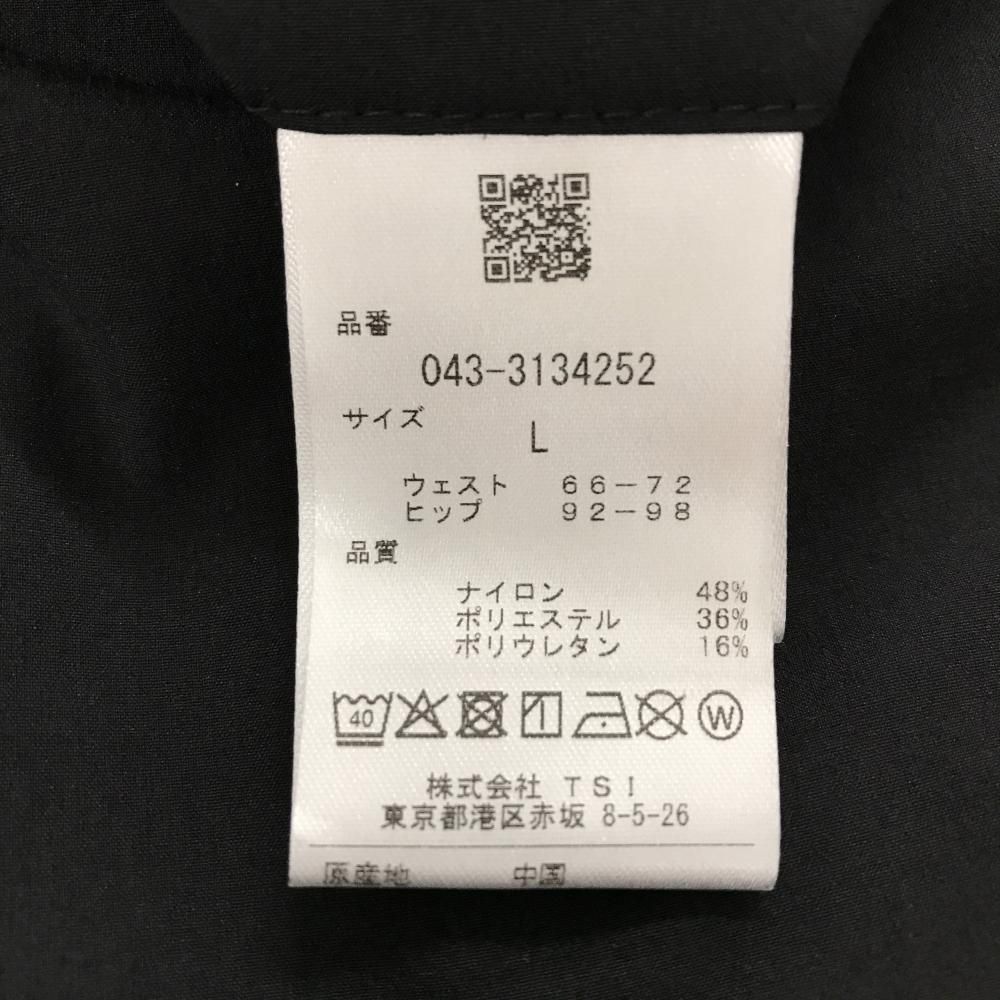 品番
043-3134252
サイズ
L
ウェスト 66-72
ヒップ 92-98
品質
ナイロン 48%
ポリエステル 36%
ポリウレタン 16%
40
W
株式会社 TSI
東京都港区赤坂 8-5-26
原産地 中国